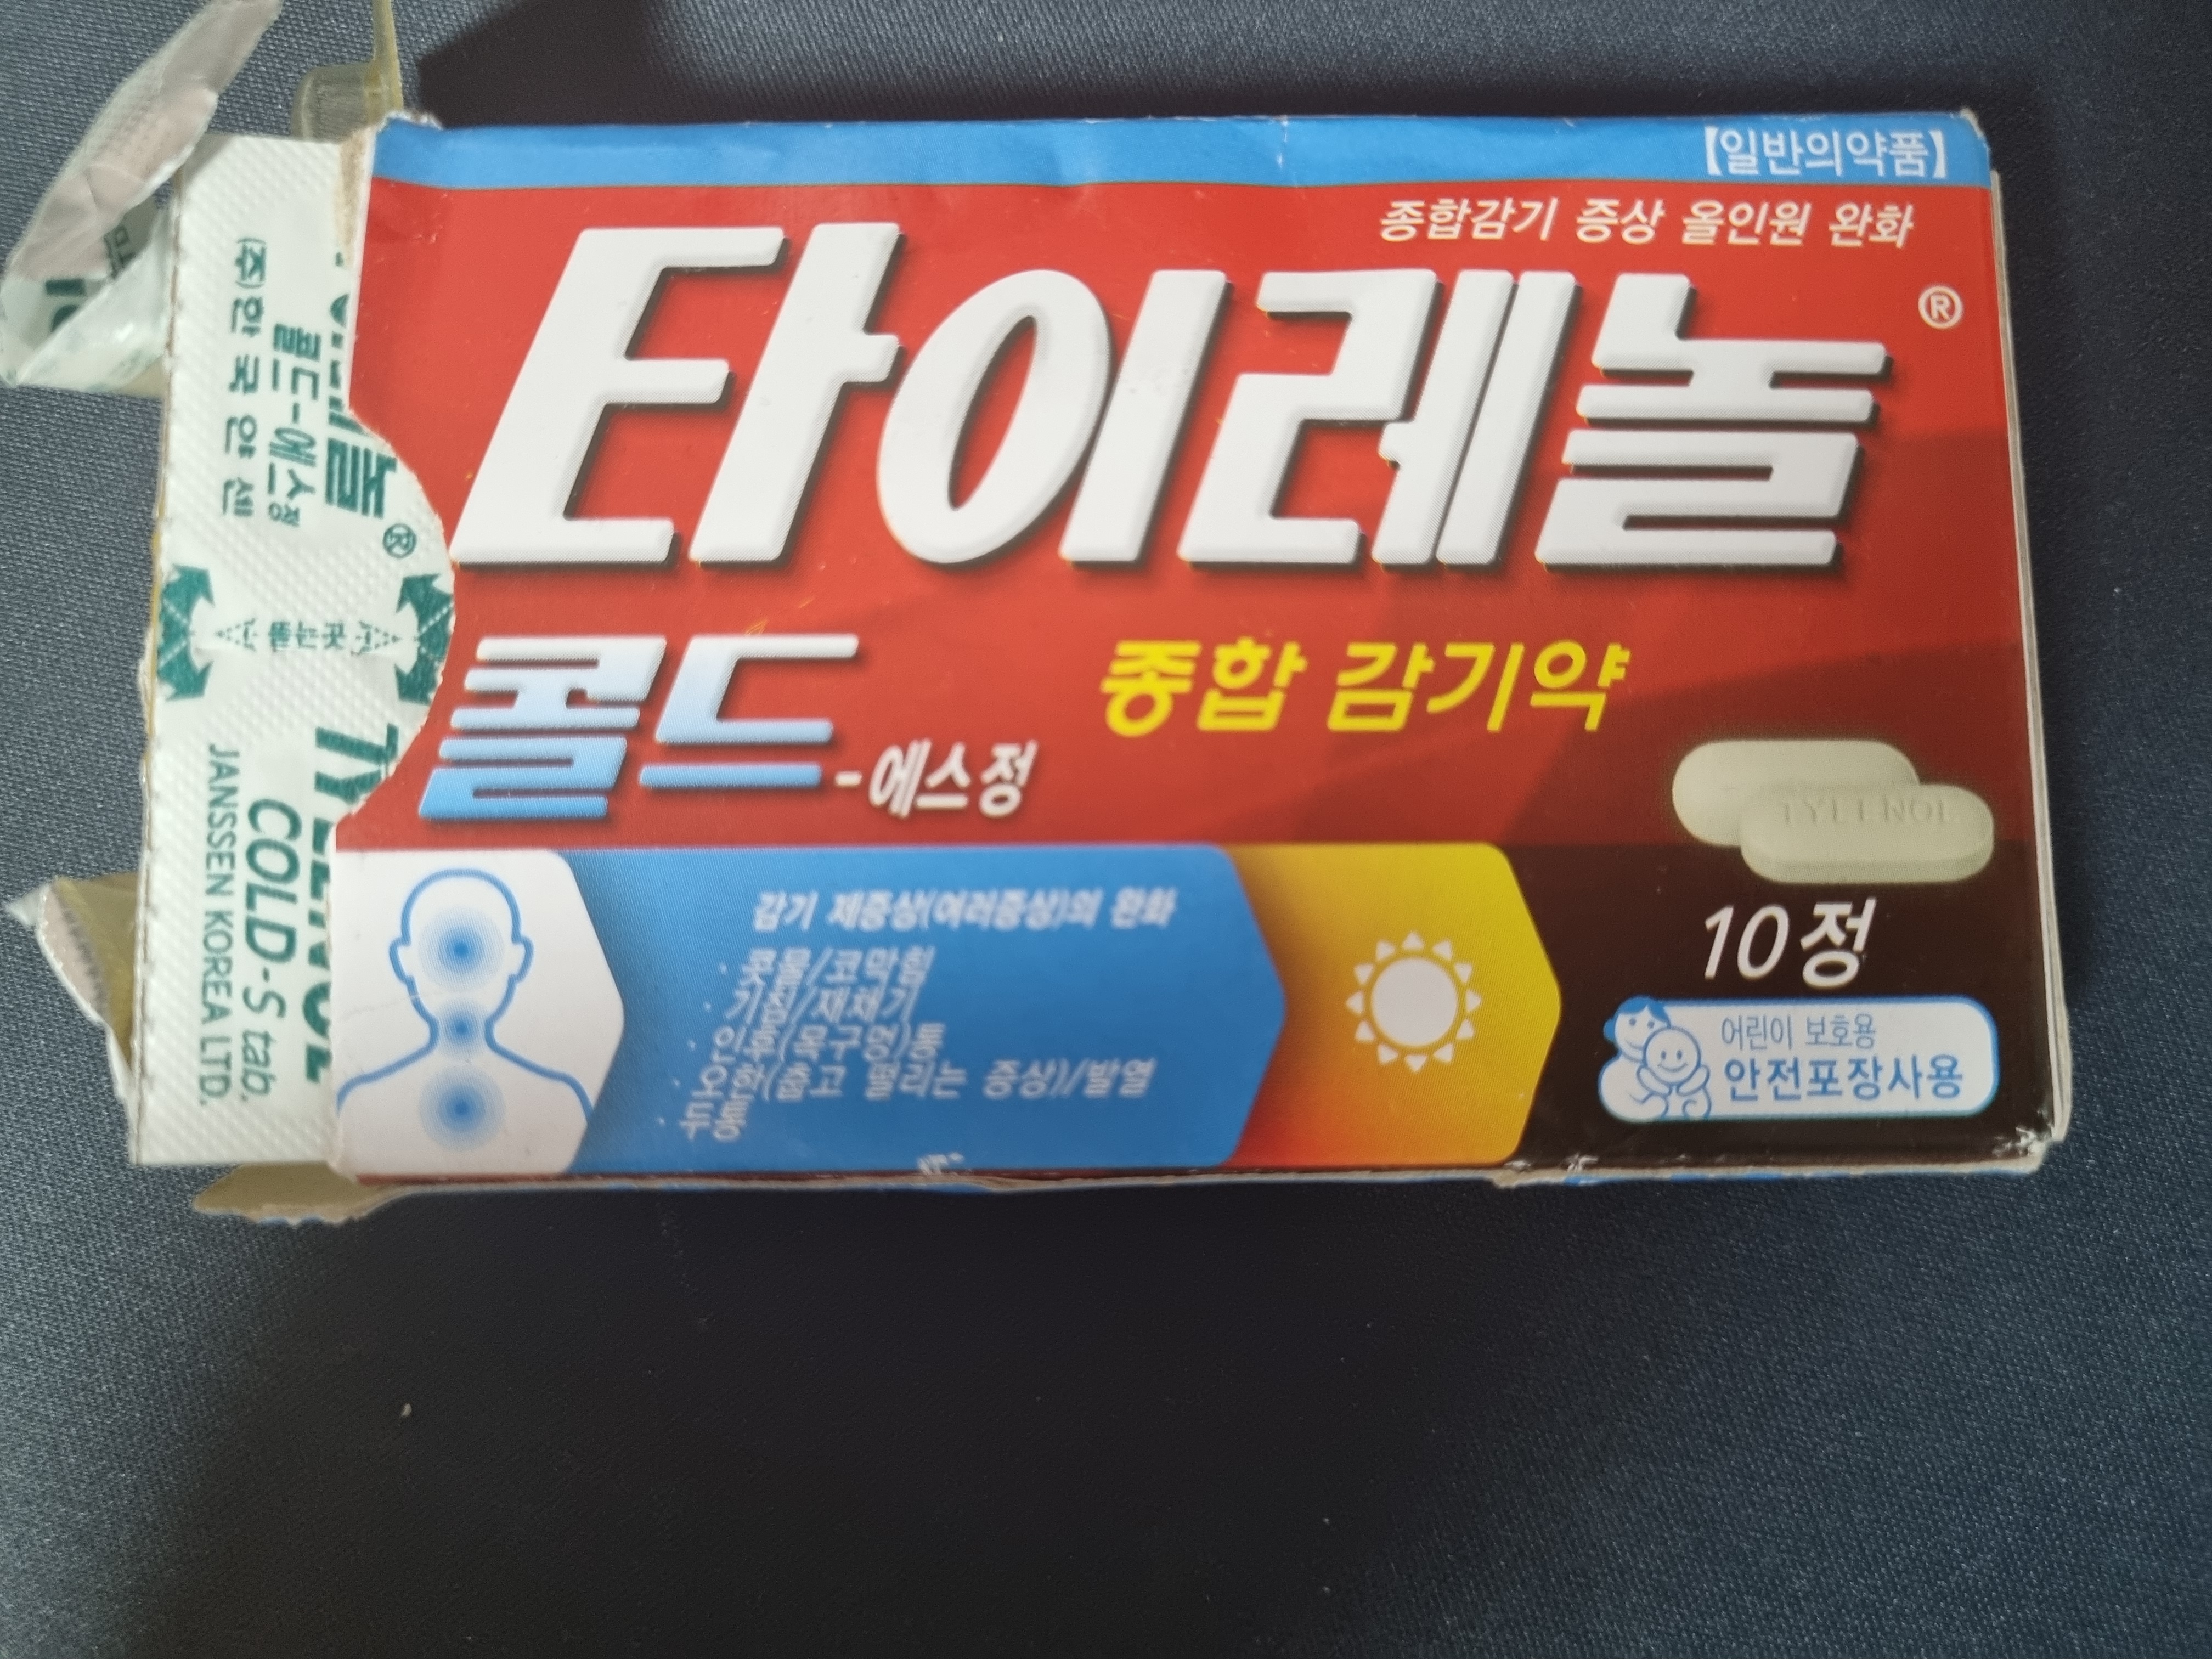 【일반의약품】
종합감기 증상 올인원 완화
타이레놀®
콜드-에스정
종합 감기약
TYLENOL
10정
어린이 보호용
안전포장사용
감기 제증상(여러증상)의 완화
· 콧물/코막힘
· 기침/재채기
· 인후(목구멍)통
· 오한(춥고 떨리는 증상)/발열
· 두통
레놀®
콜드-에스정
(주)한국얀센
COLD-S tab.
JANSSEN KOREA LTD.